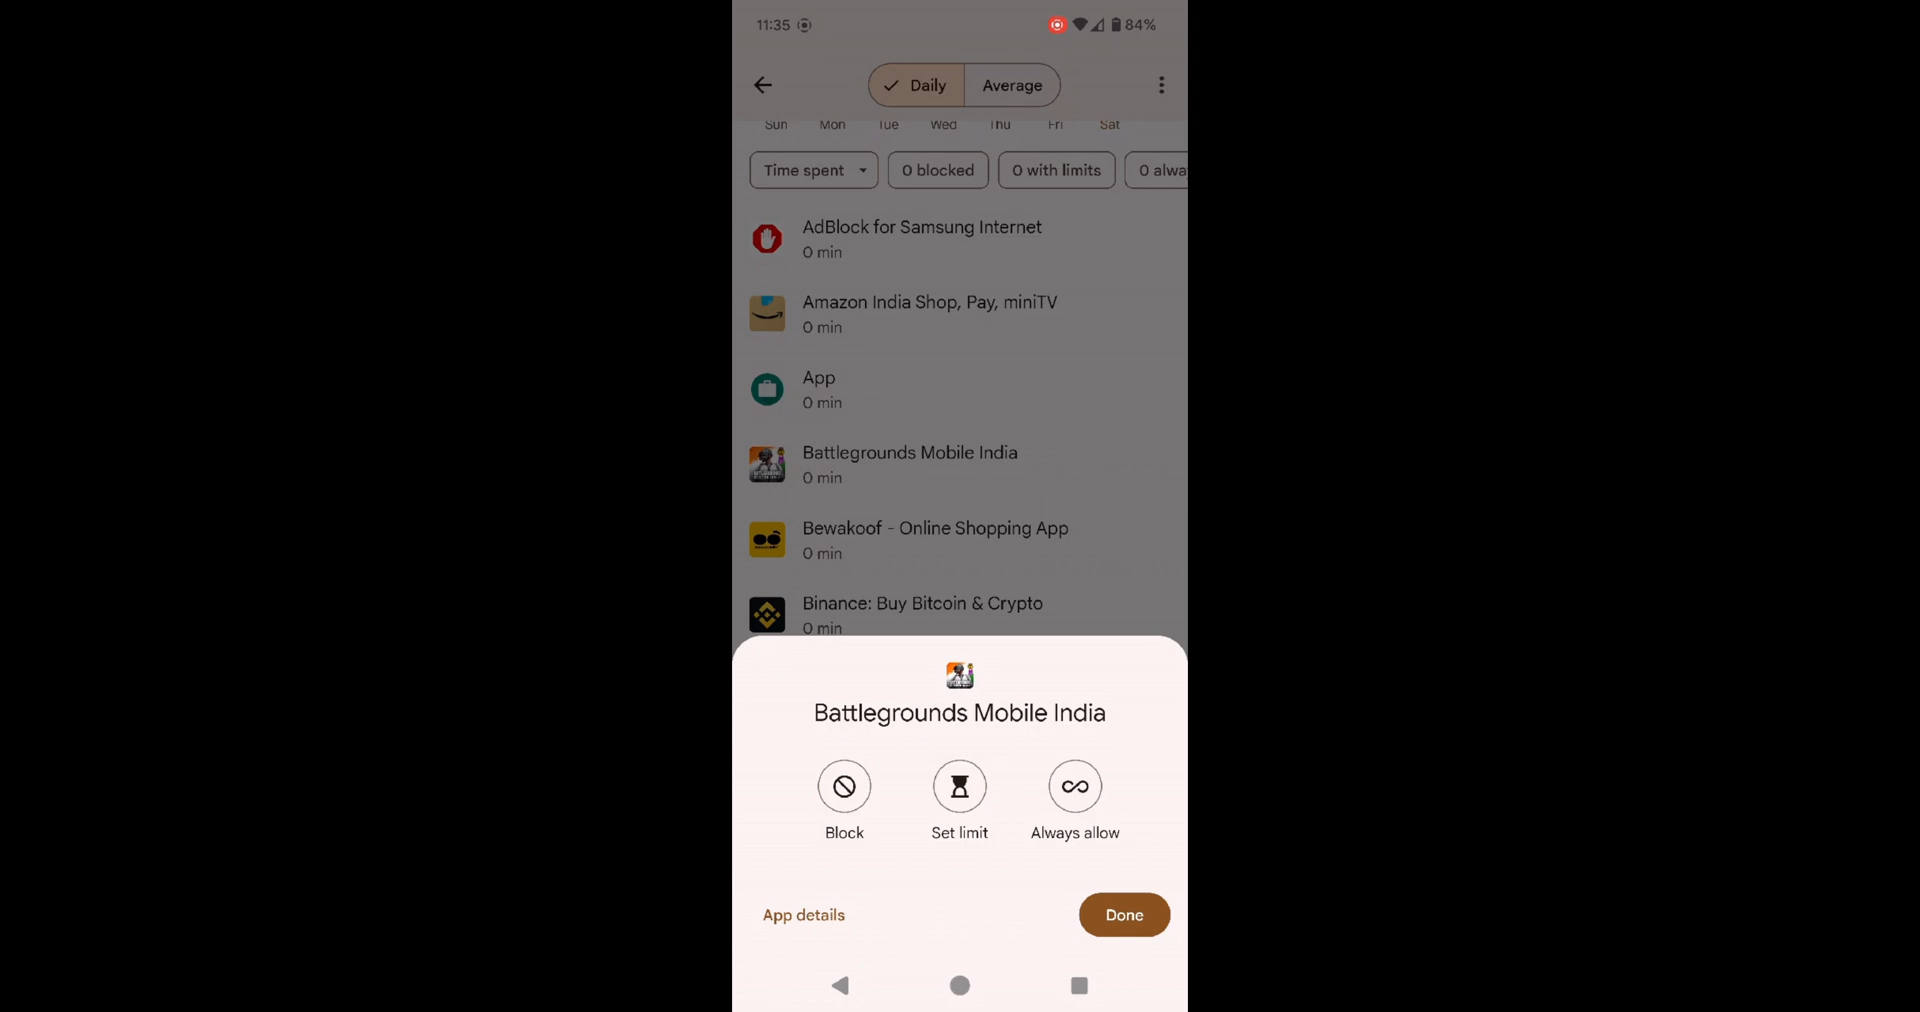 11:35
84%
Daily
Average
Sun Mon Tue Wed Thu Fri Sat
Time spent
0 blocked
0 with limits
0 alwa
AdBlock for Samsung Internet
0 min
Amazon India Shop, Pay, miniTV
0 min
App
0 min
Battlegrounds Mobile India
0 min
Bewakoof - Online Shopping App
0 min
Binance: Buy Bitcoin & Crypto
0 min
Battlegrounds Mobile India
Block
Set limit
Always allow
App details
Done